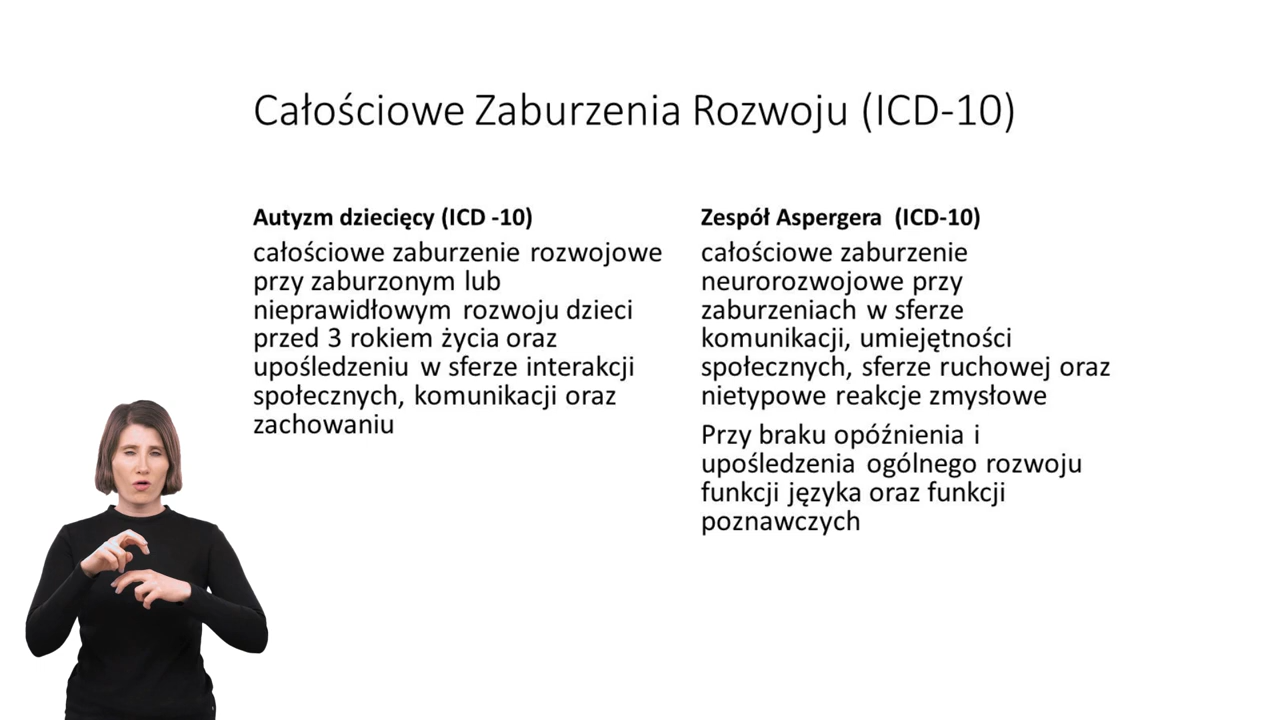 Całościowe Zaburzenia Rozwoju (ICD-10)
Autyzm dziecięcy (ICD -10)
całościowe zaburzenie rozwojowe
przy zaburzonym lub
nieprawidłowym rozwoju dzieci
przed 3 rokiem życia oraz
upośledzeniu w sferze interakcji
społecznych, komunikacji oraz
zachowaniu
Zespół Aspergera (ICD-10)
całościowe zaburzenie
neurorozwojowe przy
zaburzeniach w sferze
komunikacji, umiejętności
społecznych, sferze ruchowej oraz
nietypowe reakcje zmysłowe
Przy braku opóźnienia i
upośledzenia ogólnego rozwoju
funkcji języka oraz funkcji
poznawczych